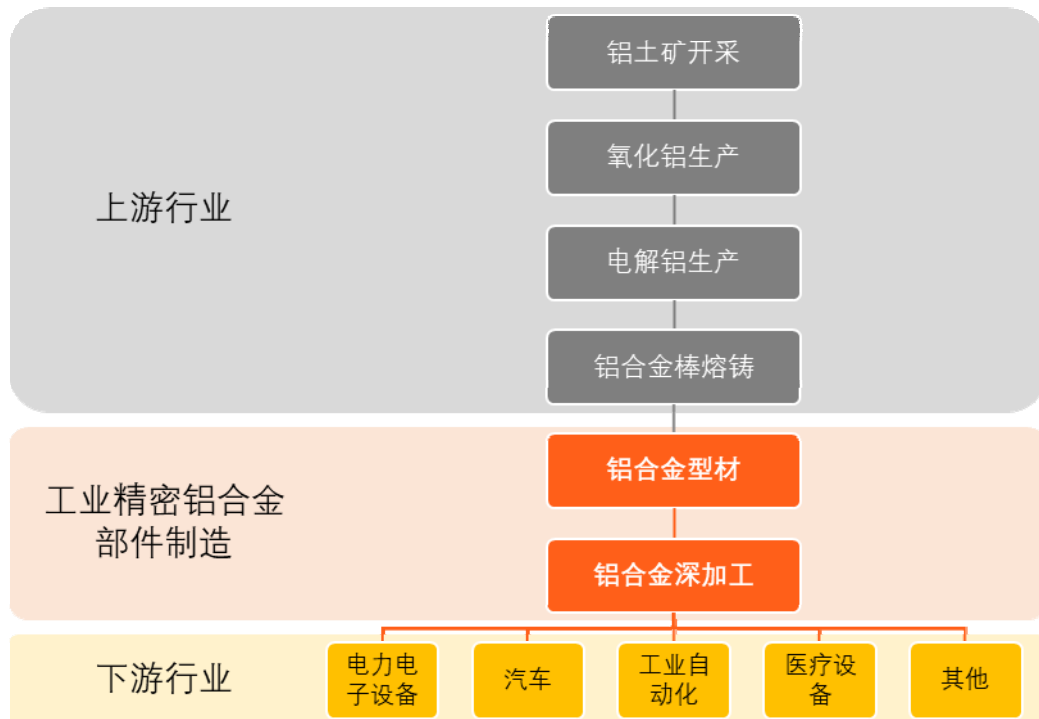 铝土矿开采
氧化铝生产
上游行业
电解铝生产
铝合金棒熔铸
铝合金型材
工业精密铝合金
部件制造
铝合金深加工
下游行业
电力电
子设备
汽车
工业自
动化
医疗设
备
其他